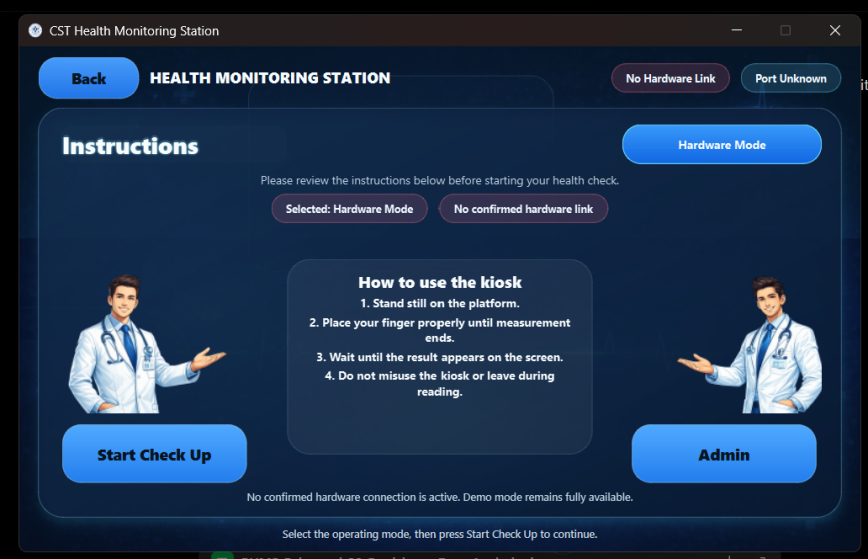 CST Health Monitoring Station
Back
HEALTH MONITORING STATION
No Hardware Link
Port Unknown
it
Instructions
Hardware Mode
Please review the instructions below before starting your health check.
Selected: Hardware Mode
No confirmed hardware link
How to use the kiosk
1. Stand still on the platform.
2. Place your finger properly until measurement
ends.
3. Wait until the result appears on the screen.
4. Do not misuse the kiosk or leave during
reading.
Start Check Up
Admin
No confirmed hardware connection is active. Demo mode remains fully available.
Select the operating mode, then press Start Check Up to continue.